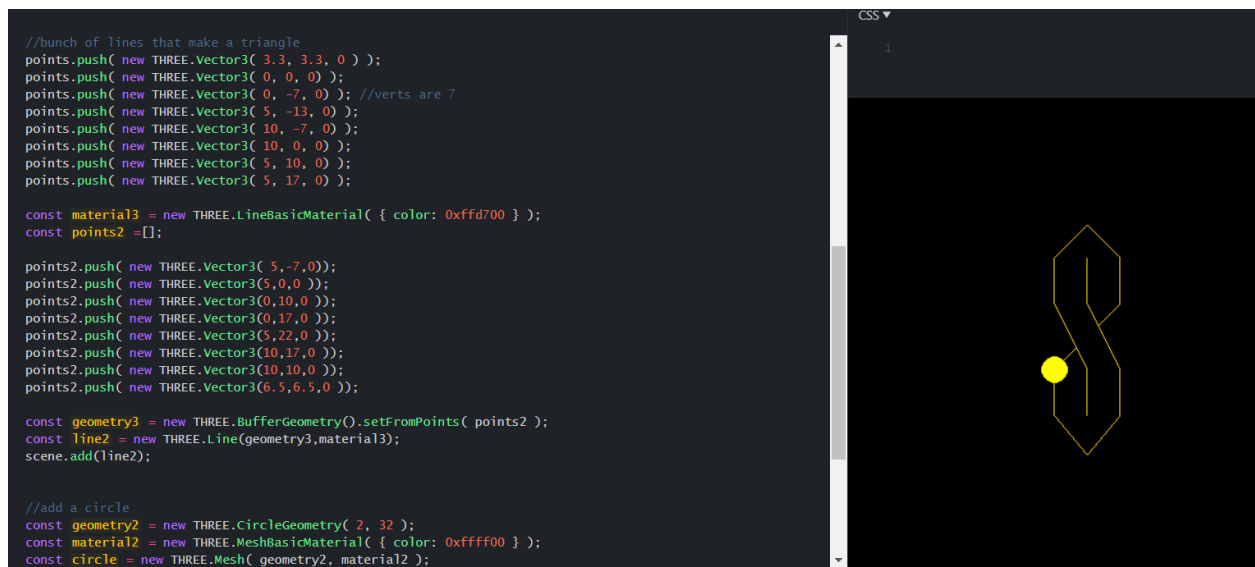 CSS ▼
1
//bunch of lines that make a triangle
points.push( new THREE.Vector3( 3.3, 3.3, 0 ) );
points.push( new THREE.Vector3( 0, 0, 0) );
points.push( new THREE.Vector3( 0, -7, 0) ); //verts are 7
points.push( new THREE.Vector3( 5, -13, 0) );
points.push( new THREE.Vector3( 10, -7, 0) );
points.push( new THREE.Vector3( 10, 0, 0) );
points.push( new THREE.Vector3( 5, 10, 0) );
points.push( new THREE.Vector3( 5, 17, 0) );
const material3 = new THREE.LineBasicMaterial( { color: 0xffd700 } );
const points2 =[];
points2.push( new THREE.Vector3( 5,-7,0));
points2.push( new THREE.Vector3(5,0,0 ));
points2.push( new THREE.Vector3(0,10,0 ));
points2.push( new THREE.Vector3(0,17,0 ));
points2.push( new THREE.Vector3(5,22,0 ));
points2.push( new THREE.Vector3(10,17,0 ));
points2.push( new THREE.Vector3(10,10,0 ));
points2.push( new THREE.Vector3(6.5,6.5,0 ));
const geometry3 = new THREE.BufferGeometry().setFromPoints( points2 );
const line2 = new THREE.Line(geometry3,material3);
scene.add(line2);
//add a circle
const geometry2 = new THREE.CircleGeometry( 2, 32 );
const material2 = new THREE.MeshBasicMaterial( { color: 0xffff00 } );
const circle = new THREE.Mesh( geometry2, material2 );